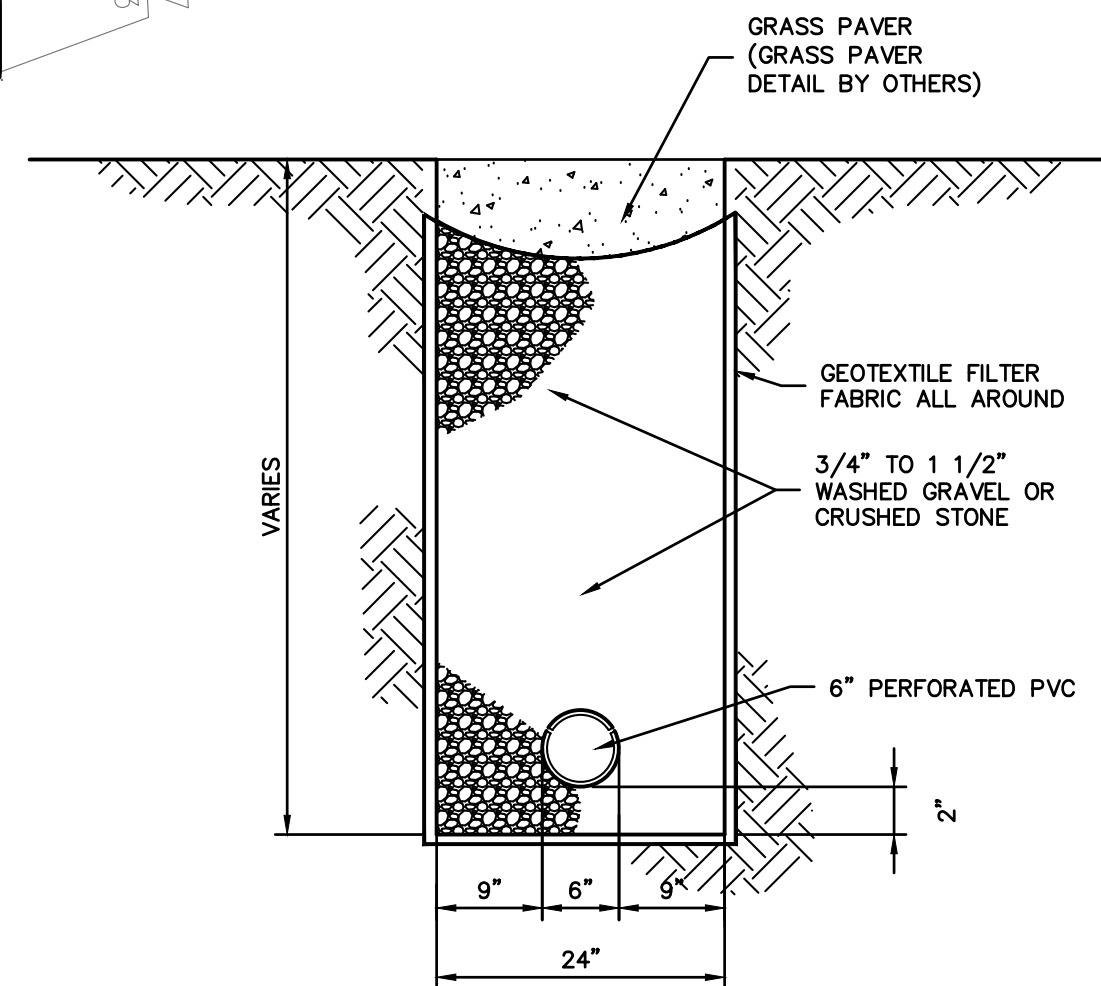 GRASS PAVER
(GRASS PAVER
DETAIL BY OTHERS)
GEOTEXTILE FILTER
FABRIC ALL AROUND
3/4” TO 1 1/2”
WASHED GRAVEL OR
CRUSHED STONE
VARIES
6” PERFORATED PVC
2”
9”
6”
9”
24”